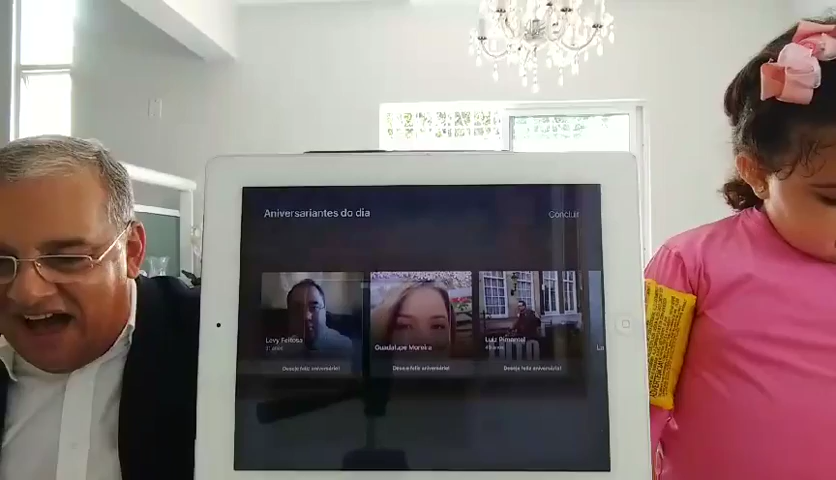 Aniversariantes do dia
Concluir
Levy Feitosa
Guadalupe Moreira
Luiz Pimentel
La
Deseje feliz aniversário!
Deseje feliz aniversário!
Deseje feliz aniversário!